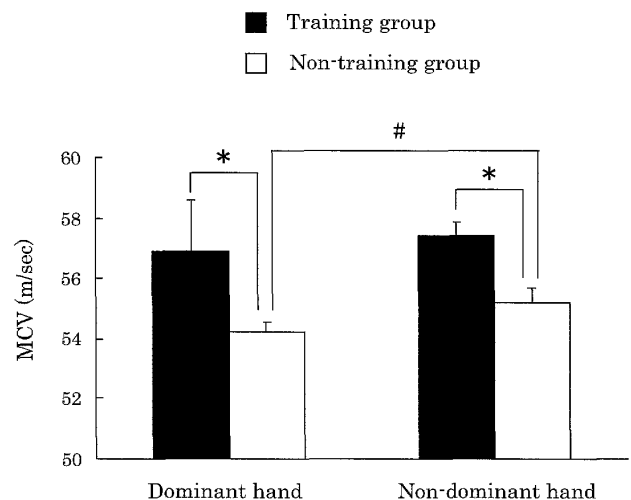 Training group
Non-training group
#
*
*
60
58
56
54
52
50
MCV (m/sec)
Dominant hand
Non-dominant hand